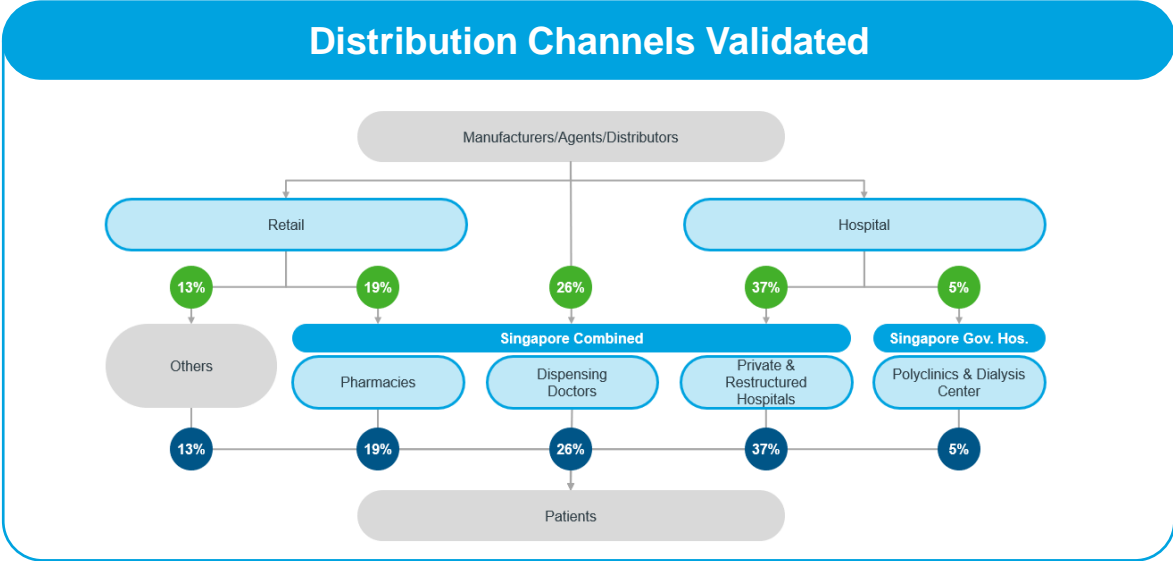 Distribution Channels Validated
Manufacturers/Agents/Distributors
Retail
Hospital
13%
19%
26%
37%
5%
Singapore Combined
Singapore Gov. Hos.
Others
Pharmacies
Dispensing
Doctors
Private &
Restructured
Hospitals
Polyclinics & Dialysis
Center
13%
19%
26%
37%
5%
Patients